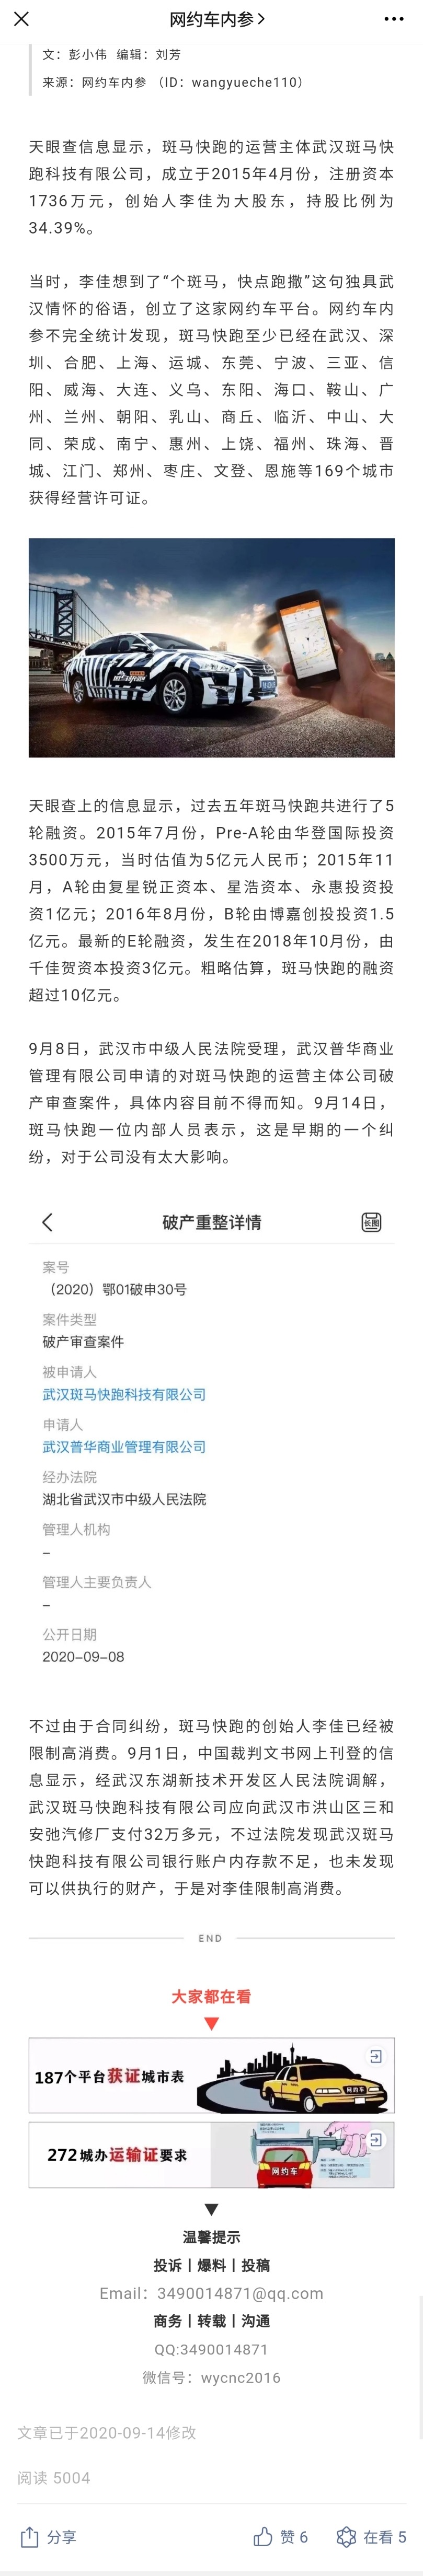 网约车内参
文：彭小伟 编辑：刘芳
来源：网约车内参 （ID：wangyueche110）
天眼查信息显示，斑马快跑的运营主体武汉斑马快
跑科技有限公司，成立于2015年4月份，注册资本
1736万元，创始人李佳为大股东，持股比例为
34.39%。
当时，李佳想到了“个斑马，快点跑撒”这句独具武
汉情怀的俗语，创立了这家网约车平台。网约车内
参不完全统计发现，斑马快跑至少已经在武汉、深
圳、合肥、上海、运城、东莞、宁波、三亚、信
阳、威海、大连、义乌、东阳、海口、鞍山、广
州、兰州、朝阳、乳山、商丘、临沂、中山、大
同、荣成、南宁、惠州、上饶、福州、珠海、晋
城、江门、郑州、枣庄、文登、恩施等169个城市
获得经营许可证。
天眼查上的信息显示，过去五年斑马快跑共进行了5
轮融资。2015年7月份，Pre-A轮由华登国际投资
3500万元，当时估值为5亿元人民币；2015年11
月，A轮由复星锐正资本、星浩资本、永惠投资投
资1亿元；2016年8月份，B轮由博嘉创投投资1.5
亿元。最新的E轮融资，发生在2018年10月份，由
千佳贺资本投资3亿元。粗略估算，斑马快跑的融资
超过10亿元。
9月8日，武汉市中级人民法院受理，武汉普华商业
管理有限公司申请的对斑马快跑的运营主体公司破
产审查案件，具体内容目前不得而知。9月14日，
斑马快跑一位内部人员表示，这是早期的一个纠
纷，对于公司没有太大影响。
破产重整详情
长图
案号
（2020）鄂01破申30号
案件类型
破产审查案件
被申请人
武汉斑马快跑科技有限公司
申请人
武汉普华商业管理有限公司
经办法院
湖北省武汉市中级人民法院
管理人机构
–
管理人主要负责人
–
公开日期
2020-09-08
不过由于合同纠纷，斑马快跑的创始人李佳已经被
限制高消费。9月1日，中国裁判文书网上刊登的信
息显示，经武汉东湖新技术开发区人民法院调解，
武汉斑马快跑科技有限公司应向武汉市洪山区三和
安弛汽修厂支付32万多元，不过法院发现武汉斑马
快跑科技有限公司银行账户内存款不足，也未发现
可以供执行的财产，于是对李佳限制高消费。
END
大家都在看
187个平台获证城市表
网约车
272城办运输证要求
网约车
温馨提示
投诉丨爆料丨投稿
Email：3490014871@qq.com
商务丨转载丨沟通
QQ:3490014871
微信号：wycnc2016
文章已于2020-09-14修改
阅读 5004
分享
赞 6
在看 5